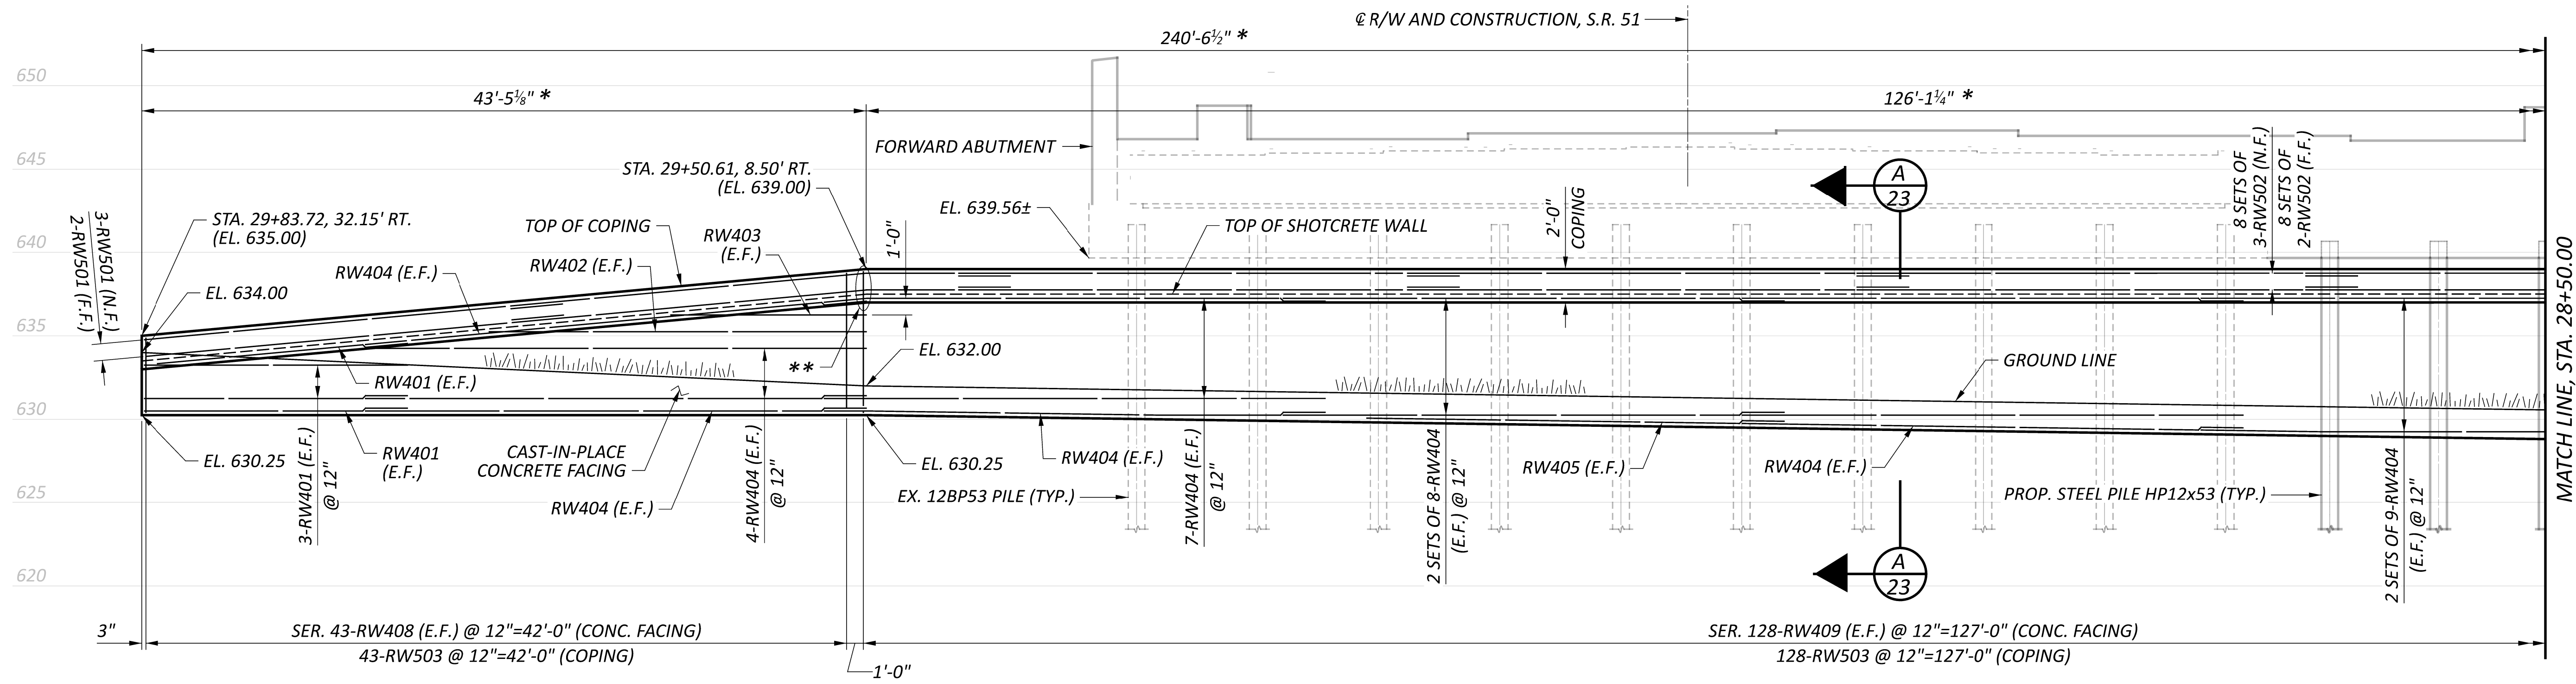 ℄ R/W AND CONSTRUCTION, S.R. 51
240'-6½" *
43'-5⅛" *
126'-1¼" *
650
645
640
635
630
625
620
FORWARD ABUTMENT
STA. 29+50.61, 8.50' RT.
(EL. 639.00)
EL. 639.56±
1'-0"
2'-0"
COPING
TOP OF SHOTCRETE WALL
A
23
8 SETS OF
3-RW502 (N.F.)
8 SETS OF
2-RW502 (F.F.)
3-RW501 (N.F.)
2-RW501 (F.F.)
STA. 29+83.72, 32.15' RT.
(EL. 635.00)
TOP OF COPING
RW403
(E.F.)
RW404 (E.F.)
RW402 (E.F.)
EL. 634.00
RW401 (E.F.)
**
EL. 632.00
GROUND LINE
MATCH LINE, STA. 28+50.00
EL. 630.25
3-RW401 (E.F.)
@ 12"
RW401
(E.F.)
CAST-IN-PLACE
CONCRETE FACING
RW404 (E.F.)
4-RW404 (E.F.)
@ 12"
EL. 630.25
RW404 (E.F.)
EX. 12BP53 PILE (TYP.)
7-RW404 (E.F.)
@ 12"
2 SETS OF 8-RW404
(E.F.) @ 12"
RW405 (E.F.)
RW404 (E.F.)
PROP. STEEL PILE HP12x53 (TYP.)
2 SETS OF 9-RW404
(E.F.) @ 12"
A
23
3"
SER. 43-RW408 (E.F.) @ 12"=42'-0" (CONC. FACING)
43-RW503 @ 12"=42'-0" (COPING)
1'-0"
SER. 128-RW409 (E.F.) @ 12"=127'-0" (CONC. FACING)
128-RW503 @ 12"=127'-0" (COPING)